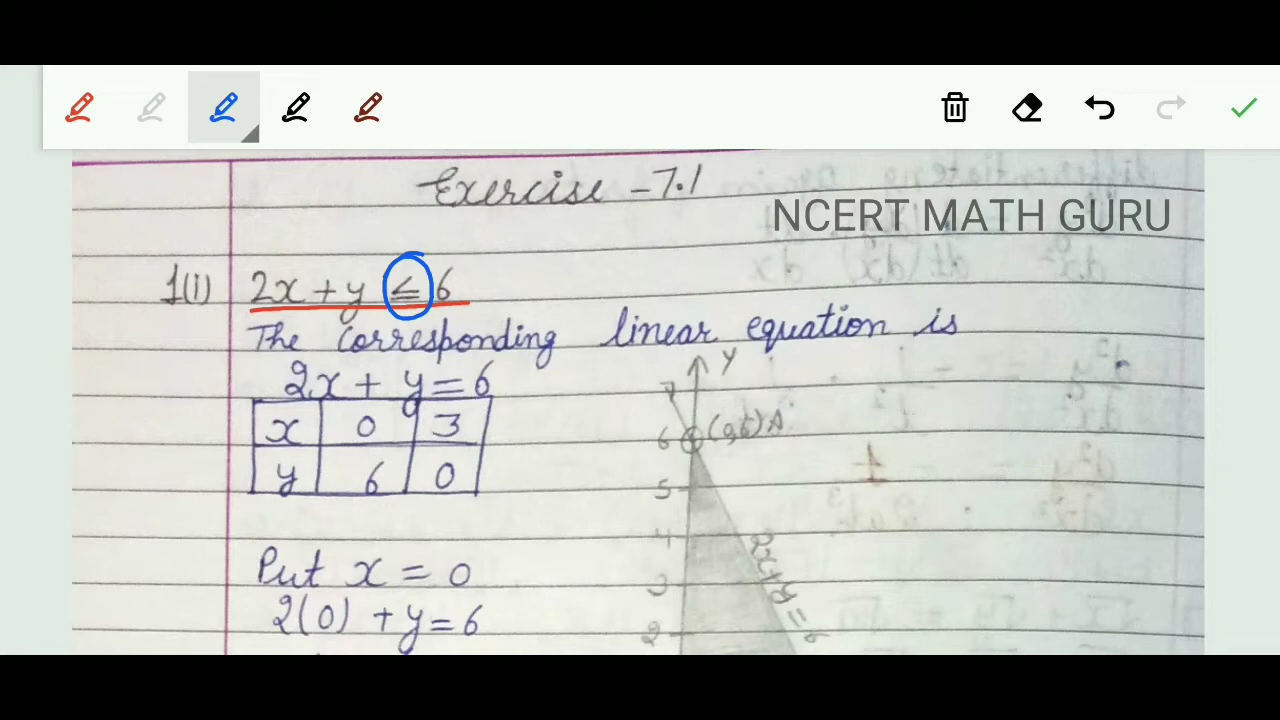 Exercise - 7.1
NCERT MATH GURU
1(i) 2x + y ≤ 6
The corresponding linear equation is
2x + y = 6
x 0 3
y 6 0
Put x = 0
2(0) + y = 6
Y
7
6 (0,6) A
5
4
3
2
2x+y=6